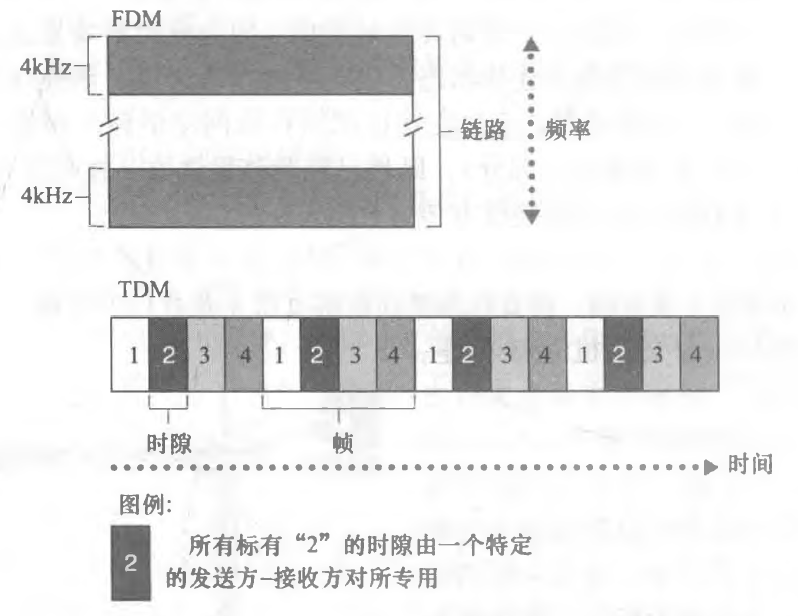 FDM
4kHz
链路
频率
4kHz
TDM
1 2 3 4 1 2 3 4 1 2 3 4 1 2 3 4
时隙
帧
时间
图例:
2
所有标有“2”的时隙由一个特定
的发送方-接收方对所专用